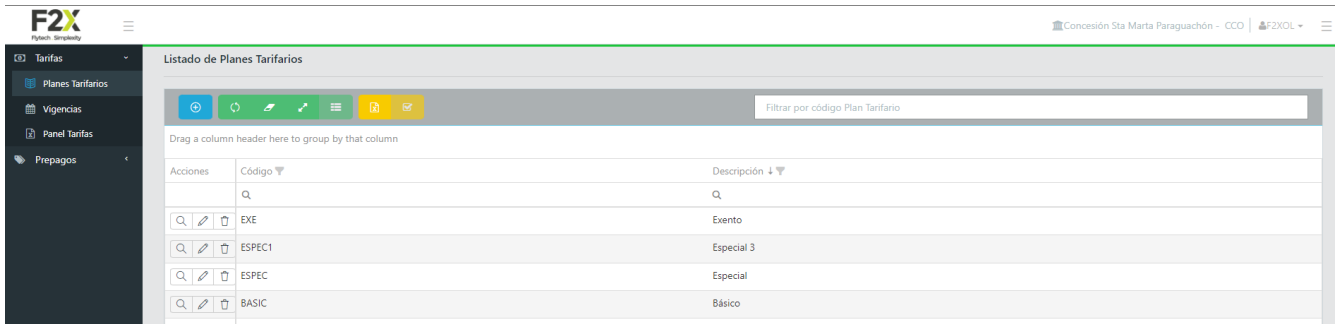 F2X
Flytech Simplexity
Concesión Sta Marta Paraguachón - CCO
F2XOL
Tarifas
Planes Tarifarios
Vigencias
Panel Tarifas
Prepagos
Listado de Planes Tarifarios
Filtrar por código Plan Tarifario
Drag a column header here to group by that column
Acciones Código Descripción
EXE Exento
ESPEC1 Especial 3
ESPEC Especial
BASIC Básico